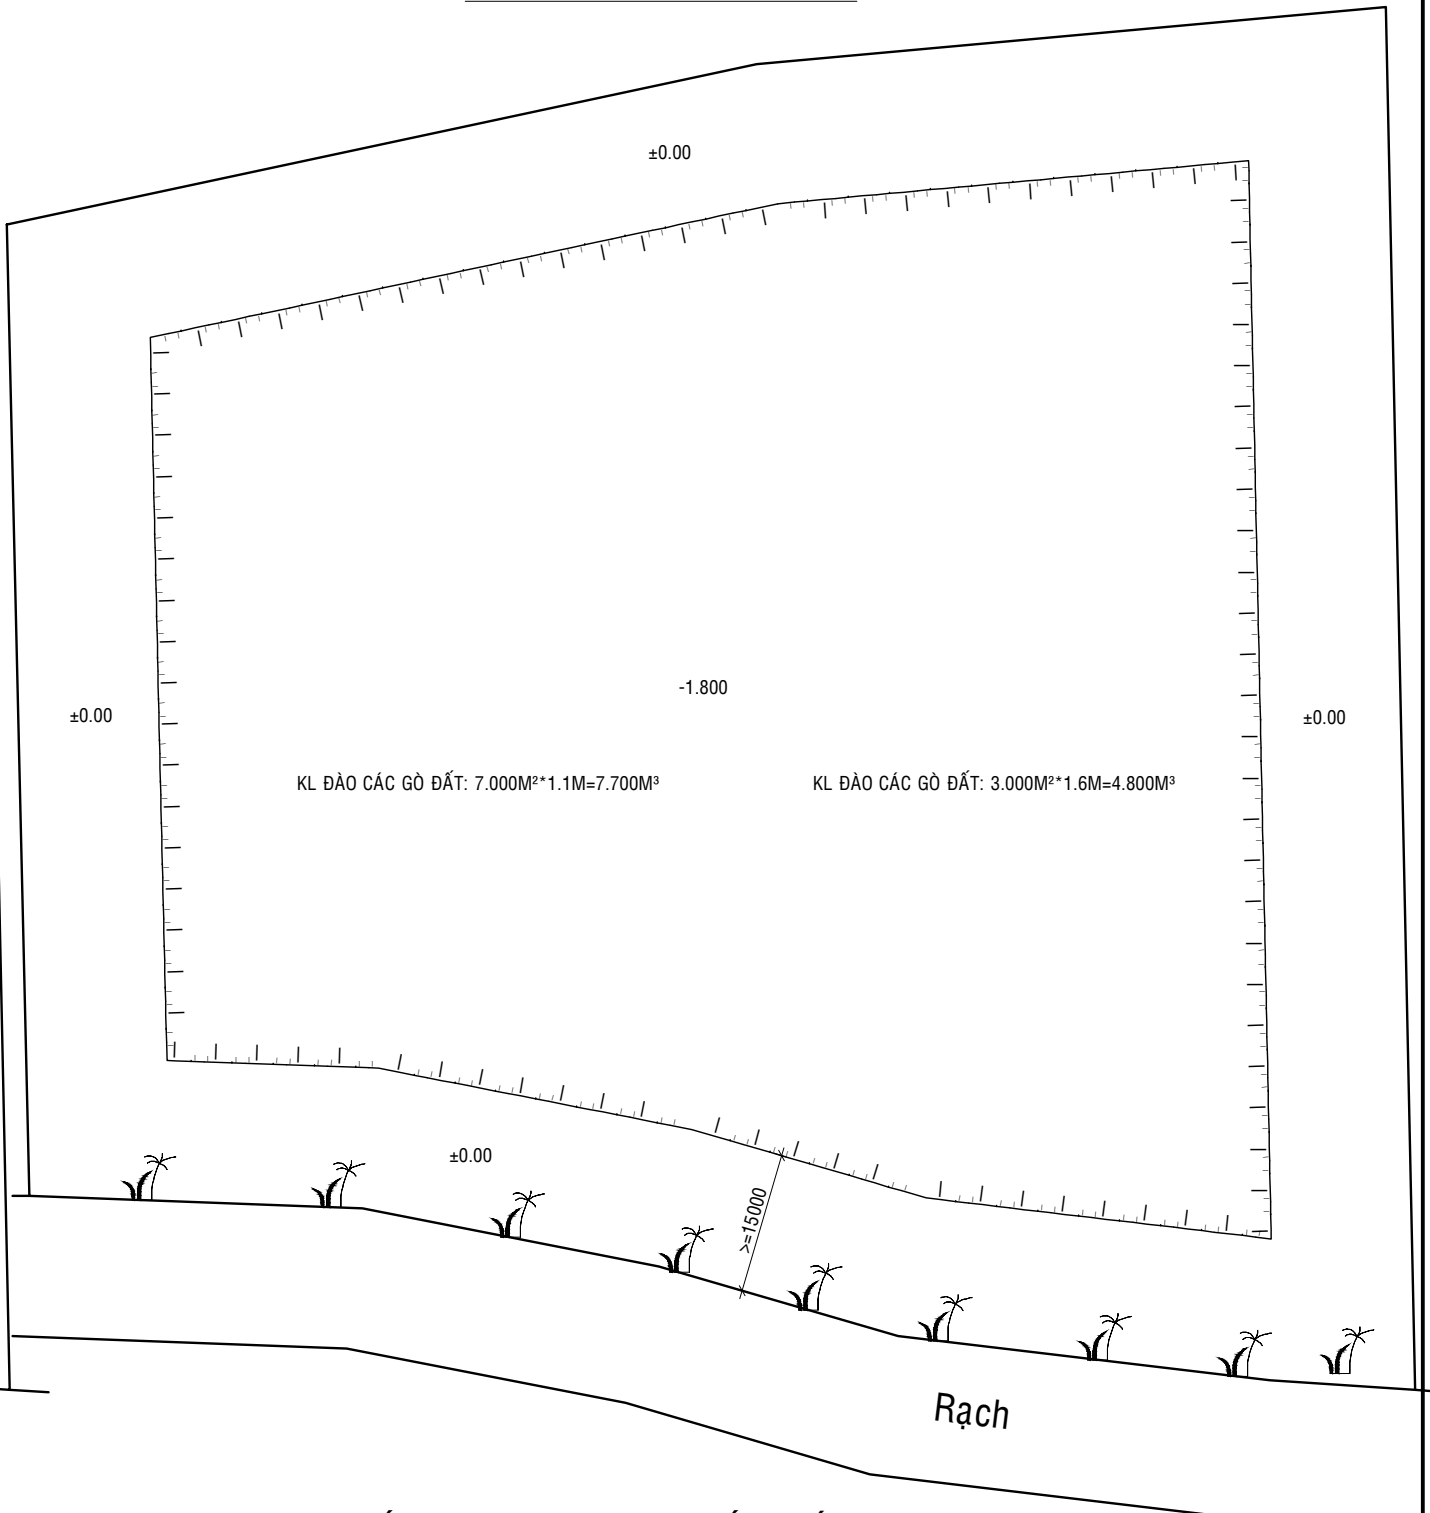 ±0.00
-1.800
±0.00
±0.00
KL ĐÀO CÁC GÒ ĐẤT: 7.000M²*1.1M=7.700M³
KL ĐÀO CÁC GÒ ĐẤT: 3.000M²*1.6M=4.800M³
±0.00
>=15000
Rạch